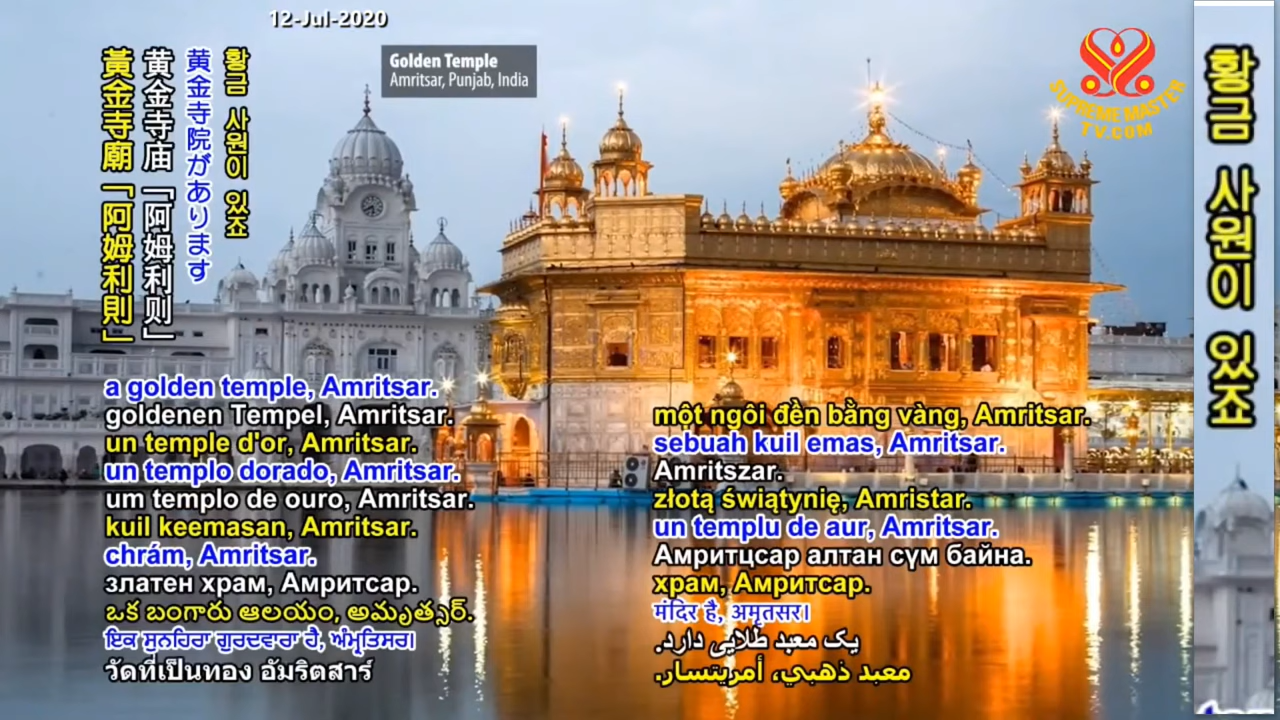 12-Jul-2020
Golden Temple
Amritsar, Punjab, India
SUPREME MASTER
TV.COM
황금 사원이 있죠
黄金寺院があります
黄金寺庙「阿姆利则」
黃金寺廟「阿姆利則」
황금 사원이 있죠
a golden temple, Amritsar.
goldenen Tempel, Amritsar.
un temple d'or, Amritsar.
un templo dorado, Amritsar.
um templo de ouro, Amritsar.
kuil keemasan, Amritsar.
chrám, Amritsar.
златен храм, Амритсар.
ఒక బంగారు ఆలయం, అమృత్సర్.
ਇਕ ਸੁਨਹਿਰਾ ਗੁਰਦਵਾਰਾ ਹੈ, ਅੰਮ੍ਰਿਤਸਰ।
วัดที่เป็นทอง อัมริตสาร์
một ngôi đền bằng vàng, Amritsar.
sebuah kuil emas, Amritsar.
Amritszar.
złotą świątynię, Amristar.
un templu de aur, Amritsar.
Амритцсар алтан сүм байна.
храм, Амритсар.
मंदिर है, अमृतसर।
یک معبد طلایی دارد.
معبد ذهبي، أمريتسار.